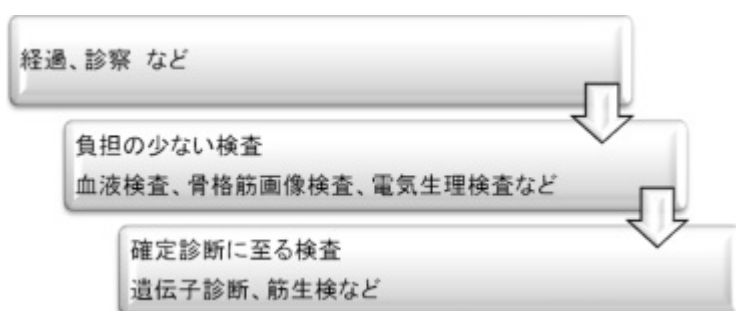 経過、診察 など
負担の少ない検査
血液検査、骨格筋画像検査、電気生理検査など
確定診断に至る検査
遺伝子診断、筋生検など